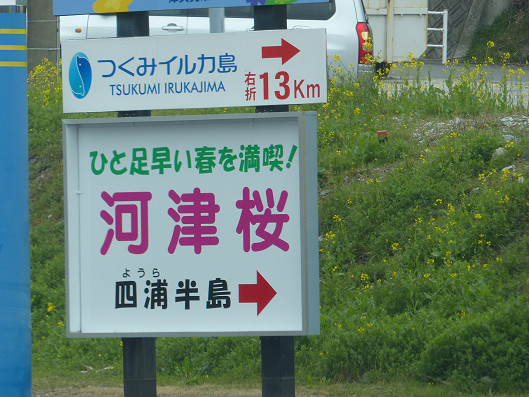 つくみイルカ島
TSUKUMI IRUKAJIMA
右折 13Km
ひと足早い春を満喫!
河津桜
ようら
四浦半島